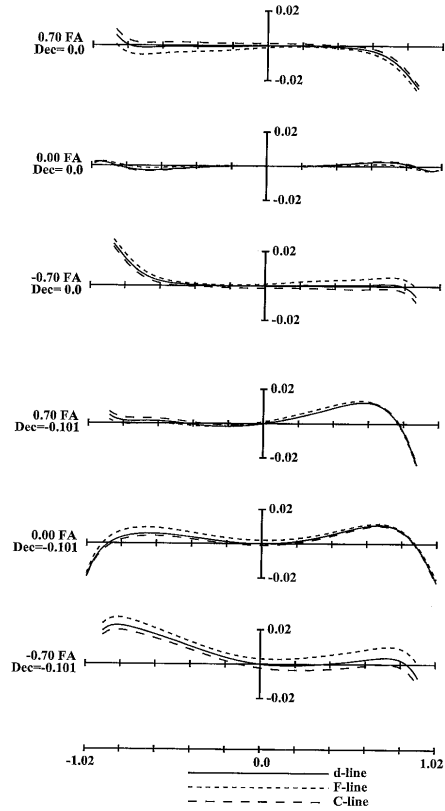 0.02
0.70 FA
Dec= 0.0
-0.02
0.02
0.00 FA
Dec= 0.0
-0.02
0.02
-0.70 FA
Dec= 0.0
-0.02
0.02
0.70 FA
Dec=-0.101
-0.02
0.02
0.00 FA
Dec=-0.101
-0.02
0.02
-0.70 FA
Dec=-0.101
-0.02
-1.02 0.0 1.02
d-line
F-line
C-line